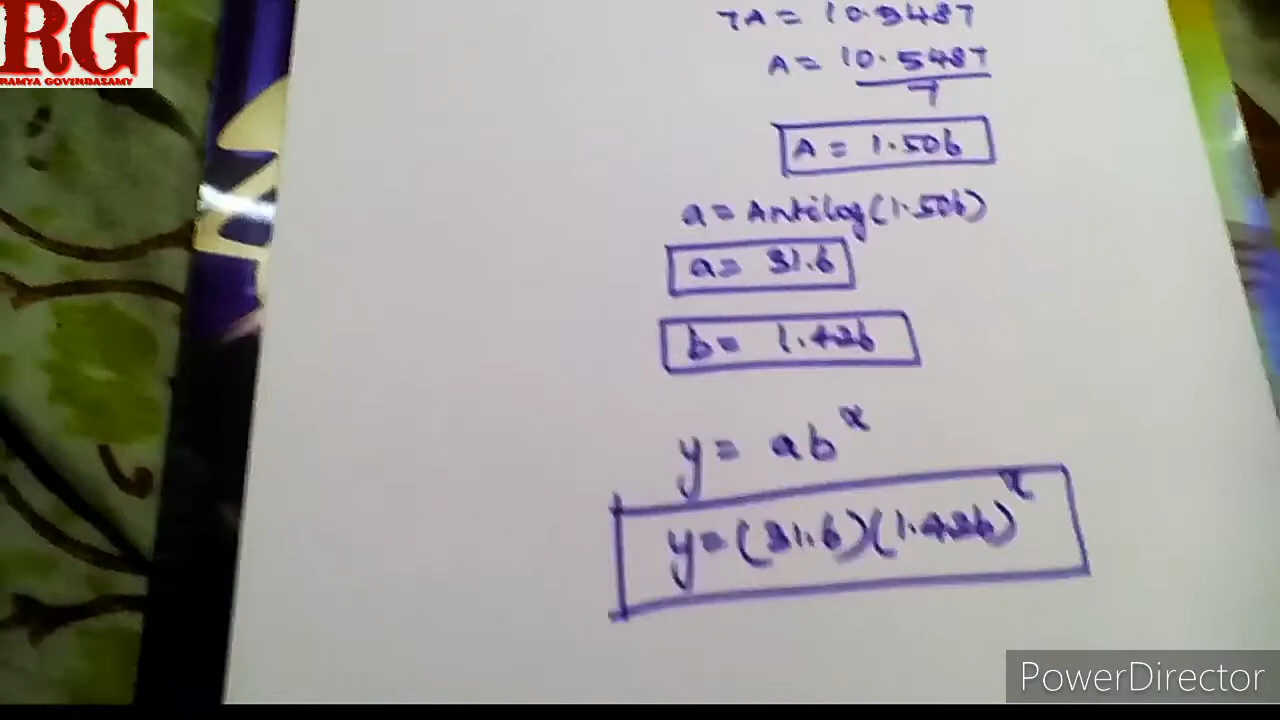 RG
RAMYA GOVINDASAMY
7A = 10.5487
A = 10.5487
7
A = 1.506
a = Antilog(1.506)
a = 31.6
b = 1.426
y = ab^x
y = (31.6)(1.426)^x
PowerDirector